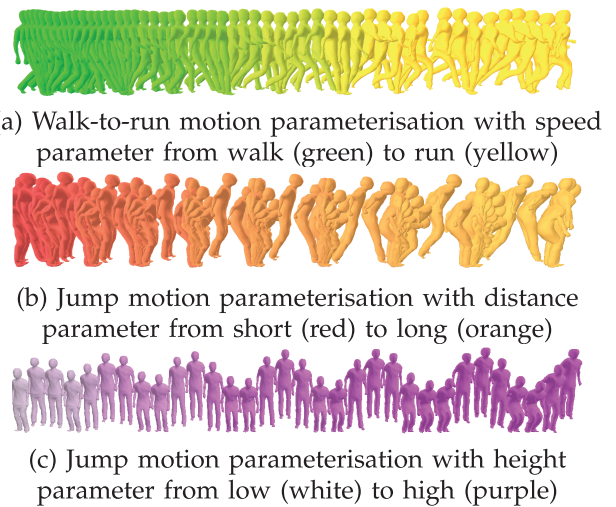 a) Walk-to-run motion parameterisation with speed
parameter from walk (green) to run (yellow)
(b) Jump motion parameterisation with distance
parameter from short (red) to long (orange)
(c) Jump motion parameterisation with height
parameter from low (white) to high (purple)